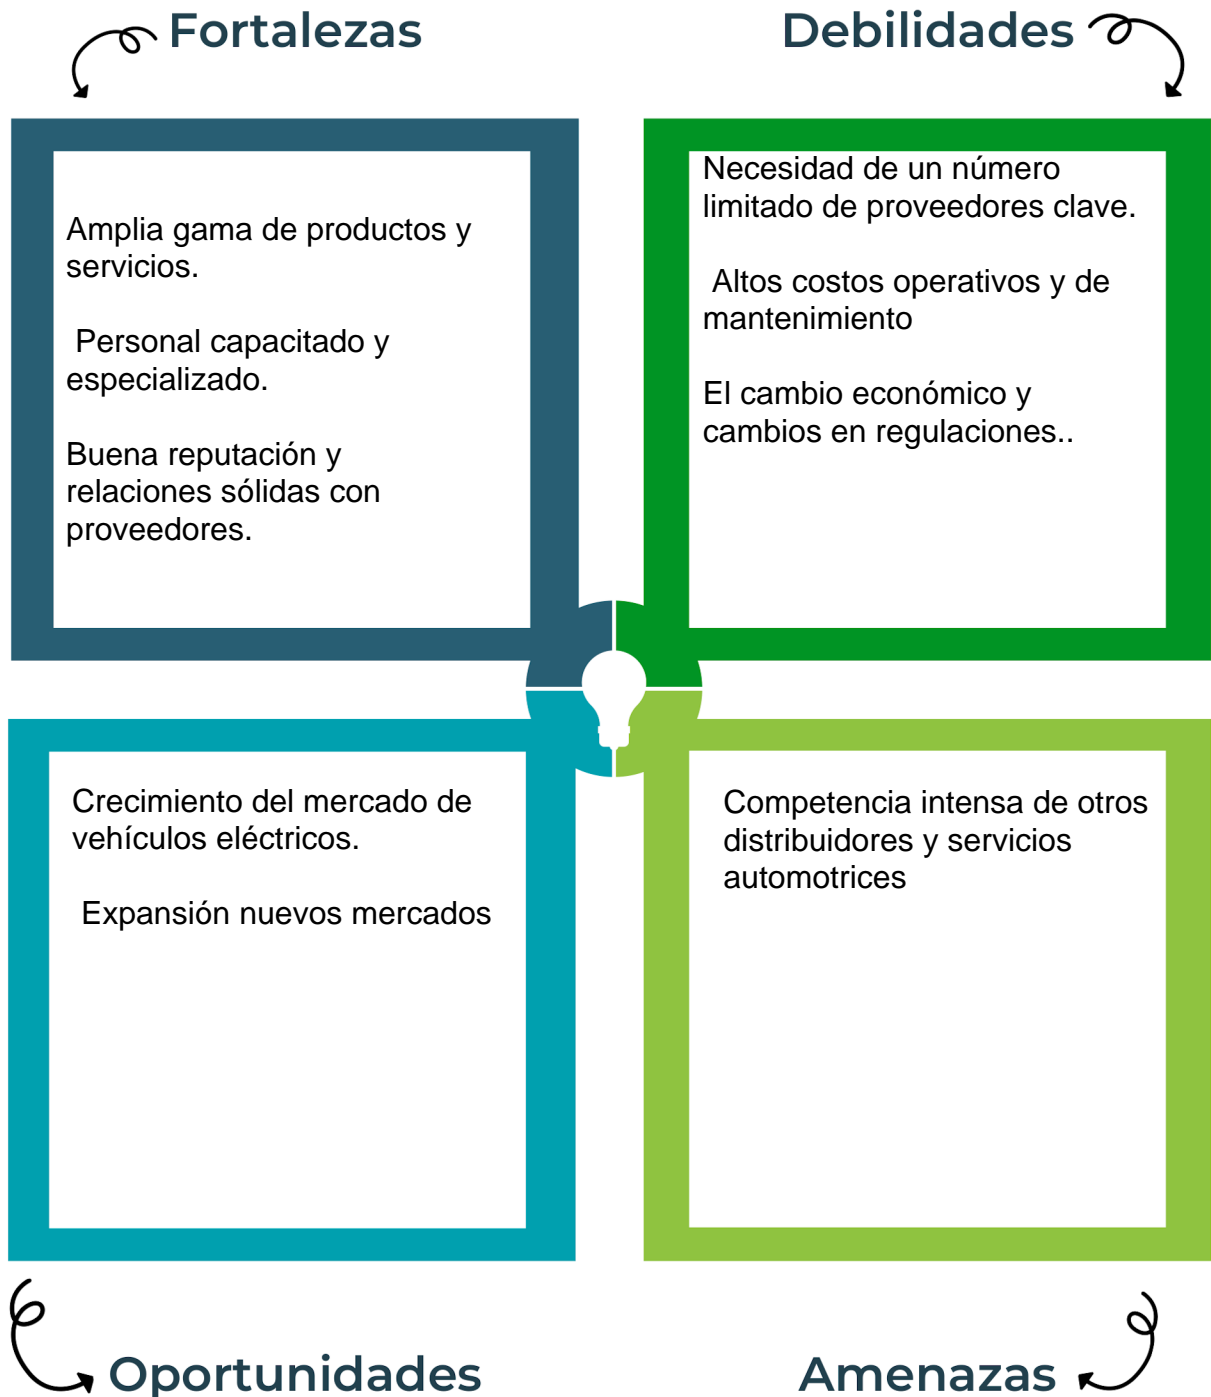 Fortalezas
Amplia gama de productos y
servicios.
Personal capacitado y
especializado.
Buena reputación y
relaciones sólidas con
proveedores.
Debilidades
Necesidad de un número
limitado de proveedores clave.
Altos costos operativos y de
mantenimiento
El cambio económico y
cambios en regulaciones..
Crecimiento del mercado de
vehículos eléctricos.
Expansión nuevos mercados
Oportunidades
Competencia intensa de otros
distribuidores y servicios
automotrices
Amenazas